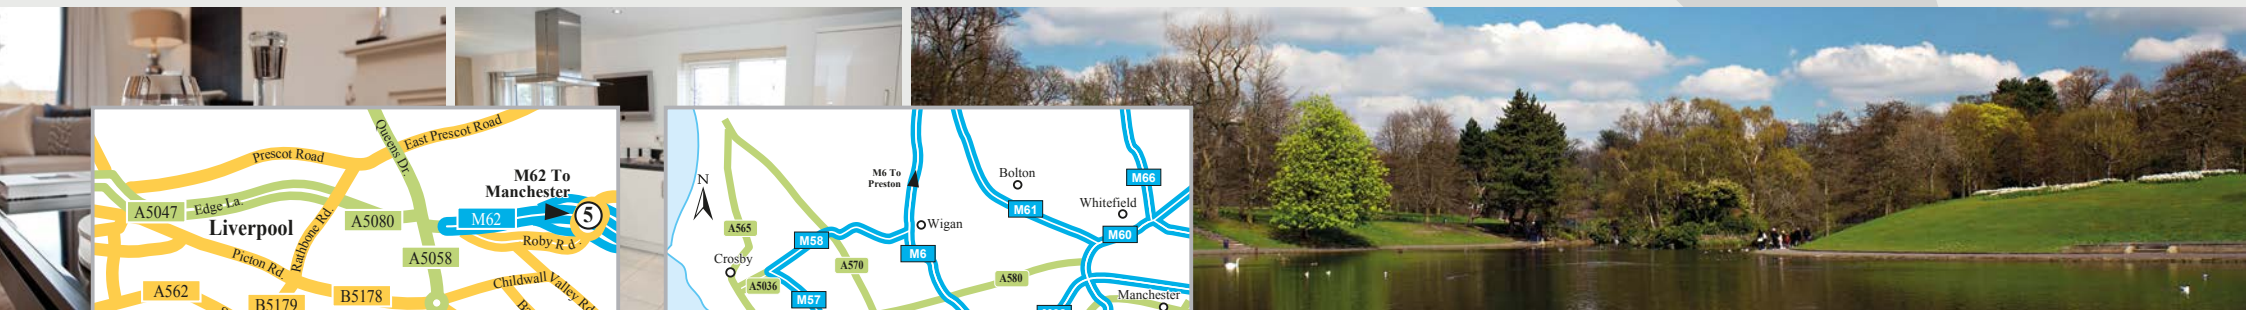 Queens Dr.
East Prescot Road
Prescot Road
M62 To
Manchester
A5047
Edge La.
Liverpool
Rathbone Rd.
A5080
M62
5
Roby Rd.
Picton Rd.
A5058
Childwall Valley Rd
A562
B5179
B5178
N
M6 To
Preston
Bolton
M66
Whitefield
M61
A565
Wigan
M58
M60
M6
Crosby
A570
A580
A5036
M57
Manchester